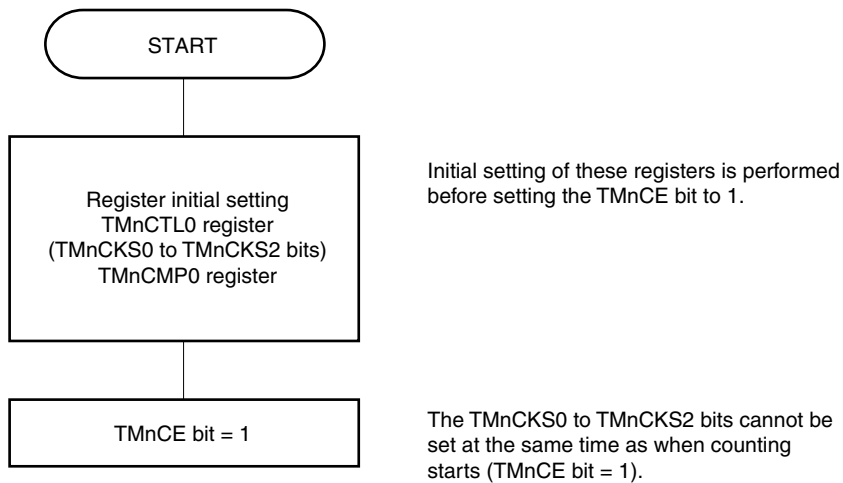 START
Register initial setting
TMnCTL0 register
(TMnCKS0 to TMnCKS2 bits)
TMnCMP0 register
Initial setting of these registers is performed
before setting the TMnCE bit to 1.
TMnCE bit = 1
The TMnCKS0 to TMnCKS2 bits cannot be
set at the same time as when counting
starts (TMnCE bit = 1).